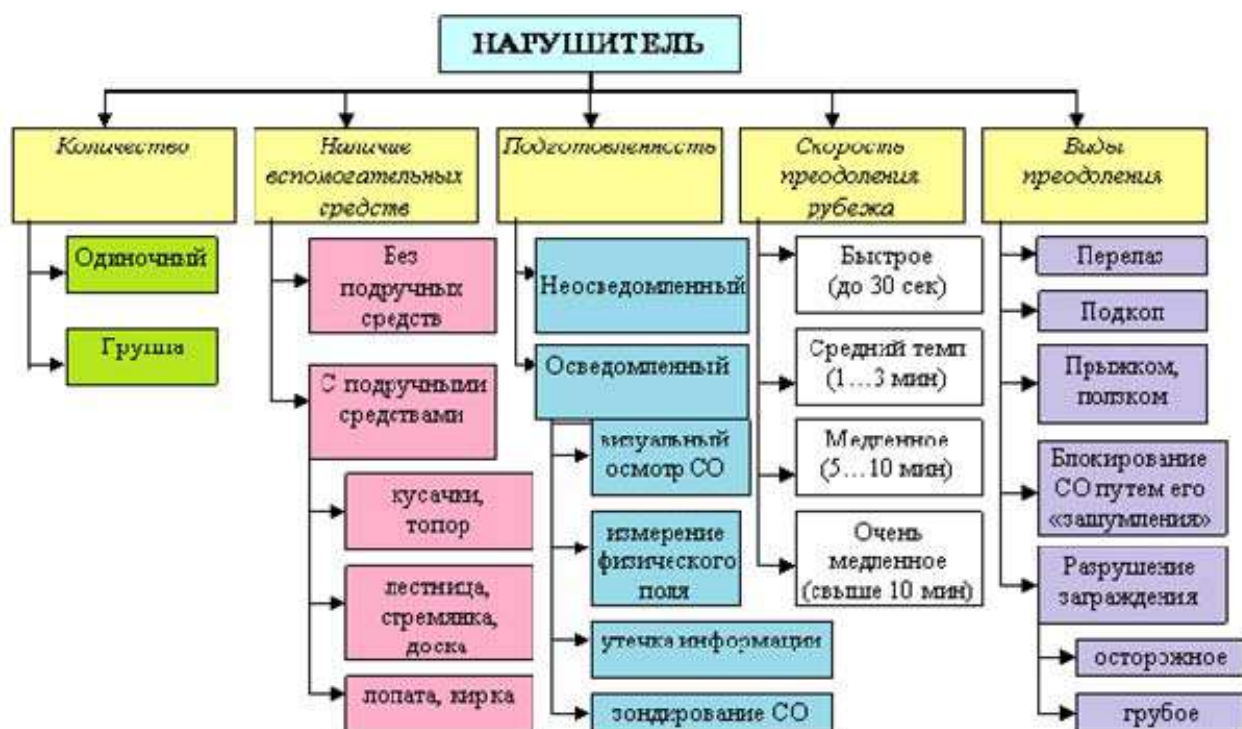 НАРУШИТЕЛЬ
Количество
Одиночный
Группа
Наличие
вспомогательных
средств
Без
подручных
средств
С подручными
средствами
кусачки,
топор
лестница,
стремянка,
доска
лопата, кирка
Подготовленность
Неосведомленный
Осведомленный
визуальный
осмотр СО
измерение
физического
поля
утечка информации
зондирование СО
Скорость
преодоления
рубежа
Быстрое
(до 30 сек)
Средний темп
(1…3 мин)
Медленное
(5…10 мин)
Очень
медленное
(свыше 10 мин)
Виды
преодоления
Перелаз
Подкоп
Прыжком,
ползком
Блокирование
СО путем его
«зашумления»
Разрушение
заграждения
осторожное
грубое